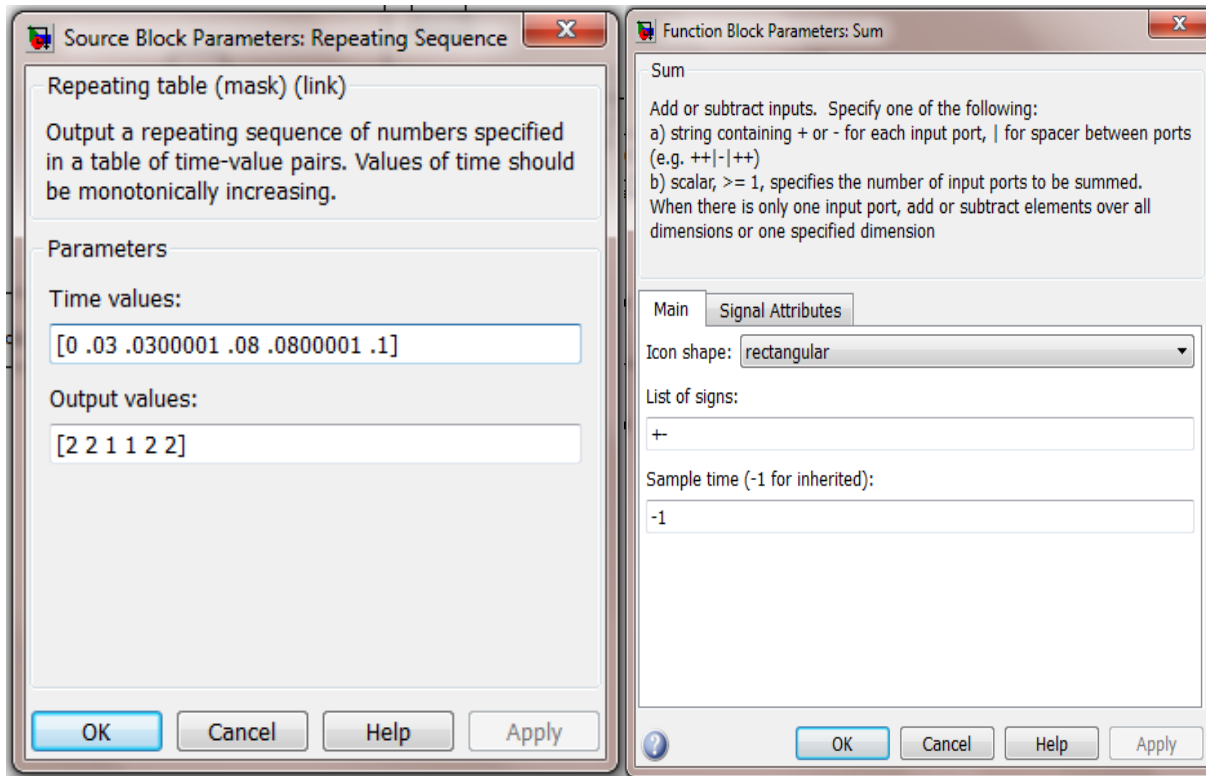 Source Block Parameters: Repeating Sequence
Repeating table (mask) (link)
Output a repeating sequence of numbers specified
in a table of time-value pairs. Values of time should
be monotonically increasing.
Parameters
Time values:
[0 .03 .0300001 .08 .0800001 .1]
Output values:
[2 2 1 1 2 2]
OK Cancel Help Apply
Function Block Parameters: Sum
Sum
Add or subtract inputs. Specify one of the following:
a) string containing + or - for each input port, | for spacer between ports
(e.g. ++|-|++)
b) scalar, >= 1, specifies the number of input ports to be summed.
When there is only one input port, add or subtract elements over all
dimensions or one specified dimension
Main Signal Attributes
Icon shape: rectangular
List of signs:
+-
Sample time (-1 for inherited):
-1
OK Cancel Help Apply